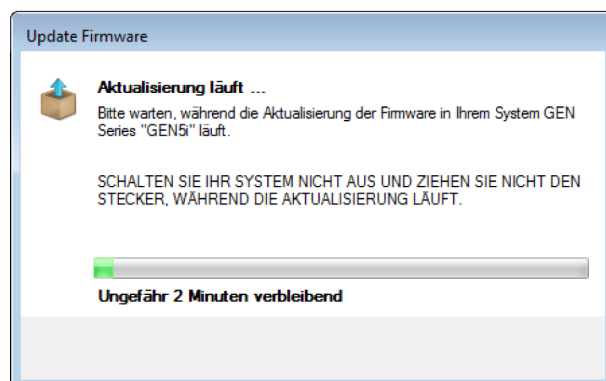 Update Firmware
Aktualisierung läuft ...
Bitte warten, während die Aktualisierung der Firmware in Ihrem System GEN
Series "GEN5i" läuft.
SCHALTEN SIE IHR SYSTEM NICHT AUS UND ZIEHEN SIE NICHT DEN
STECKER, WÄHREND DIE AKTUALISIERUNG LÄUFT.
Ungefähr 2 Minuten verbleibend